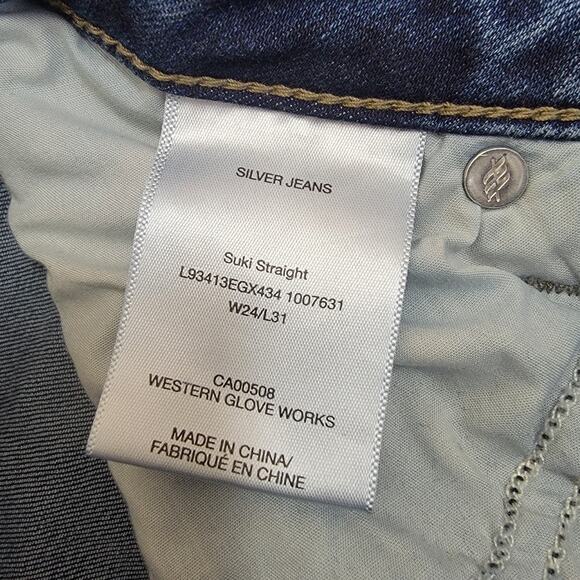 SILVER JEANS
Suki Straight
L93413EGX434 1007631
W24/L31
CA00508
WESTERN GLOVE WORKS
MADE IN CHINA/
FABRIQUÉ EN CHINE